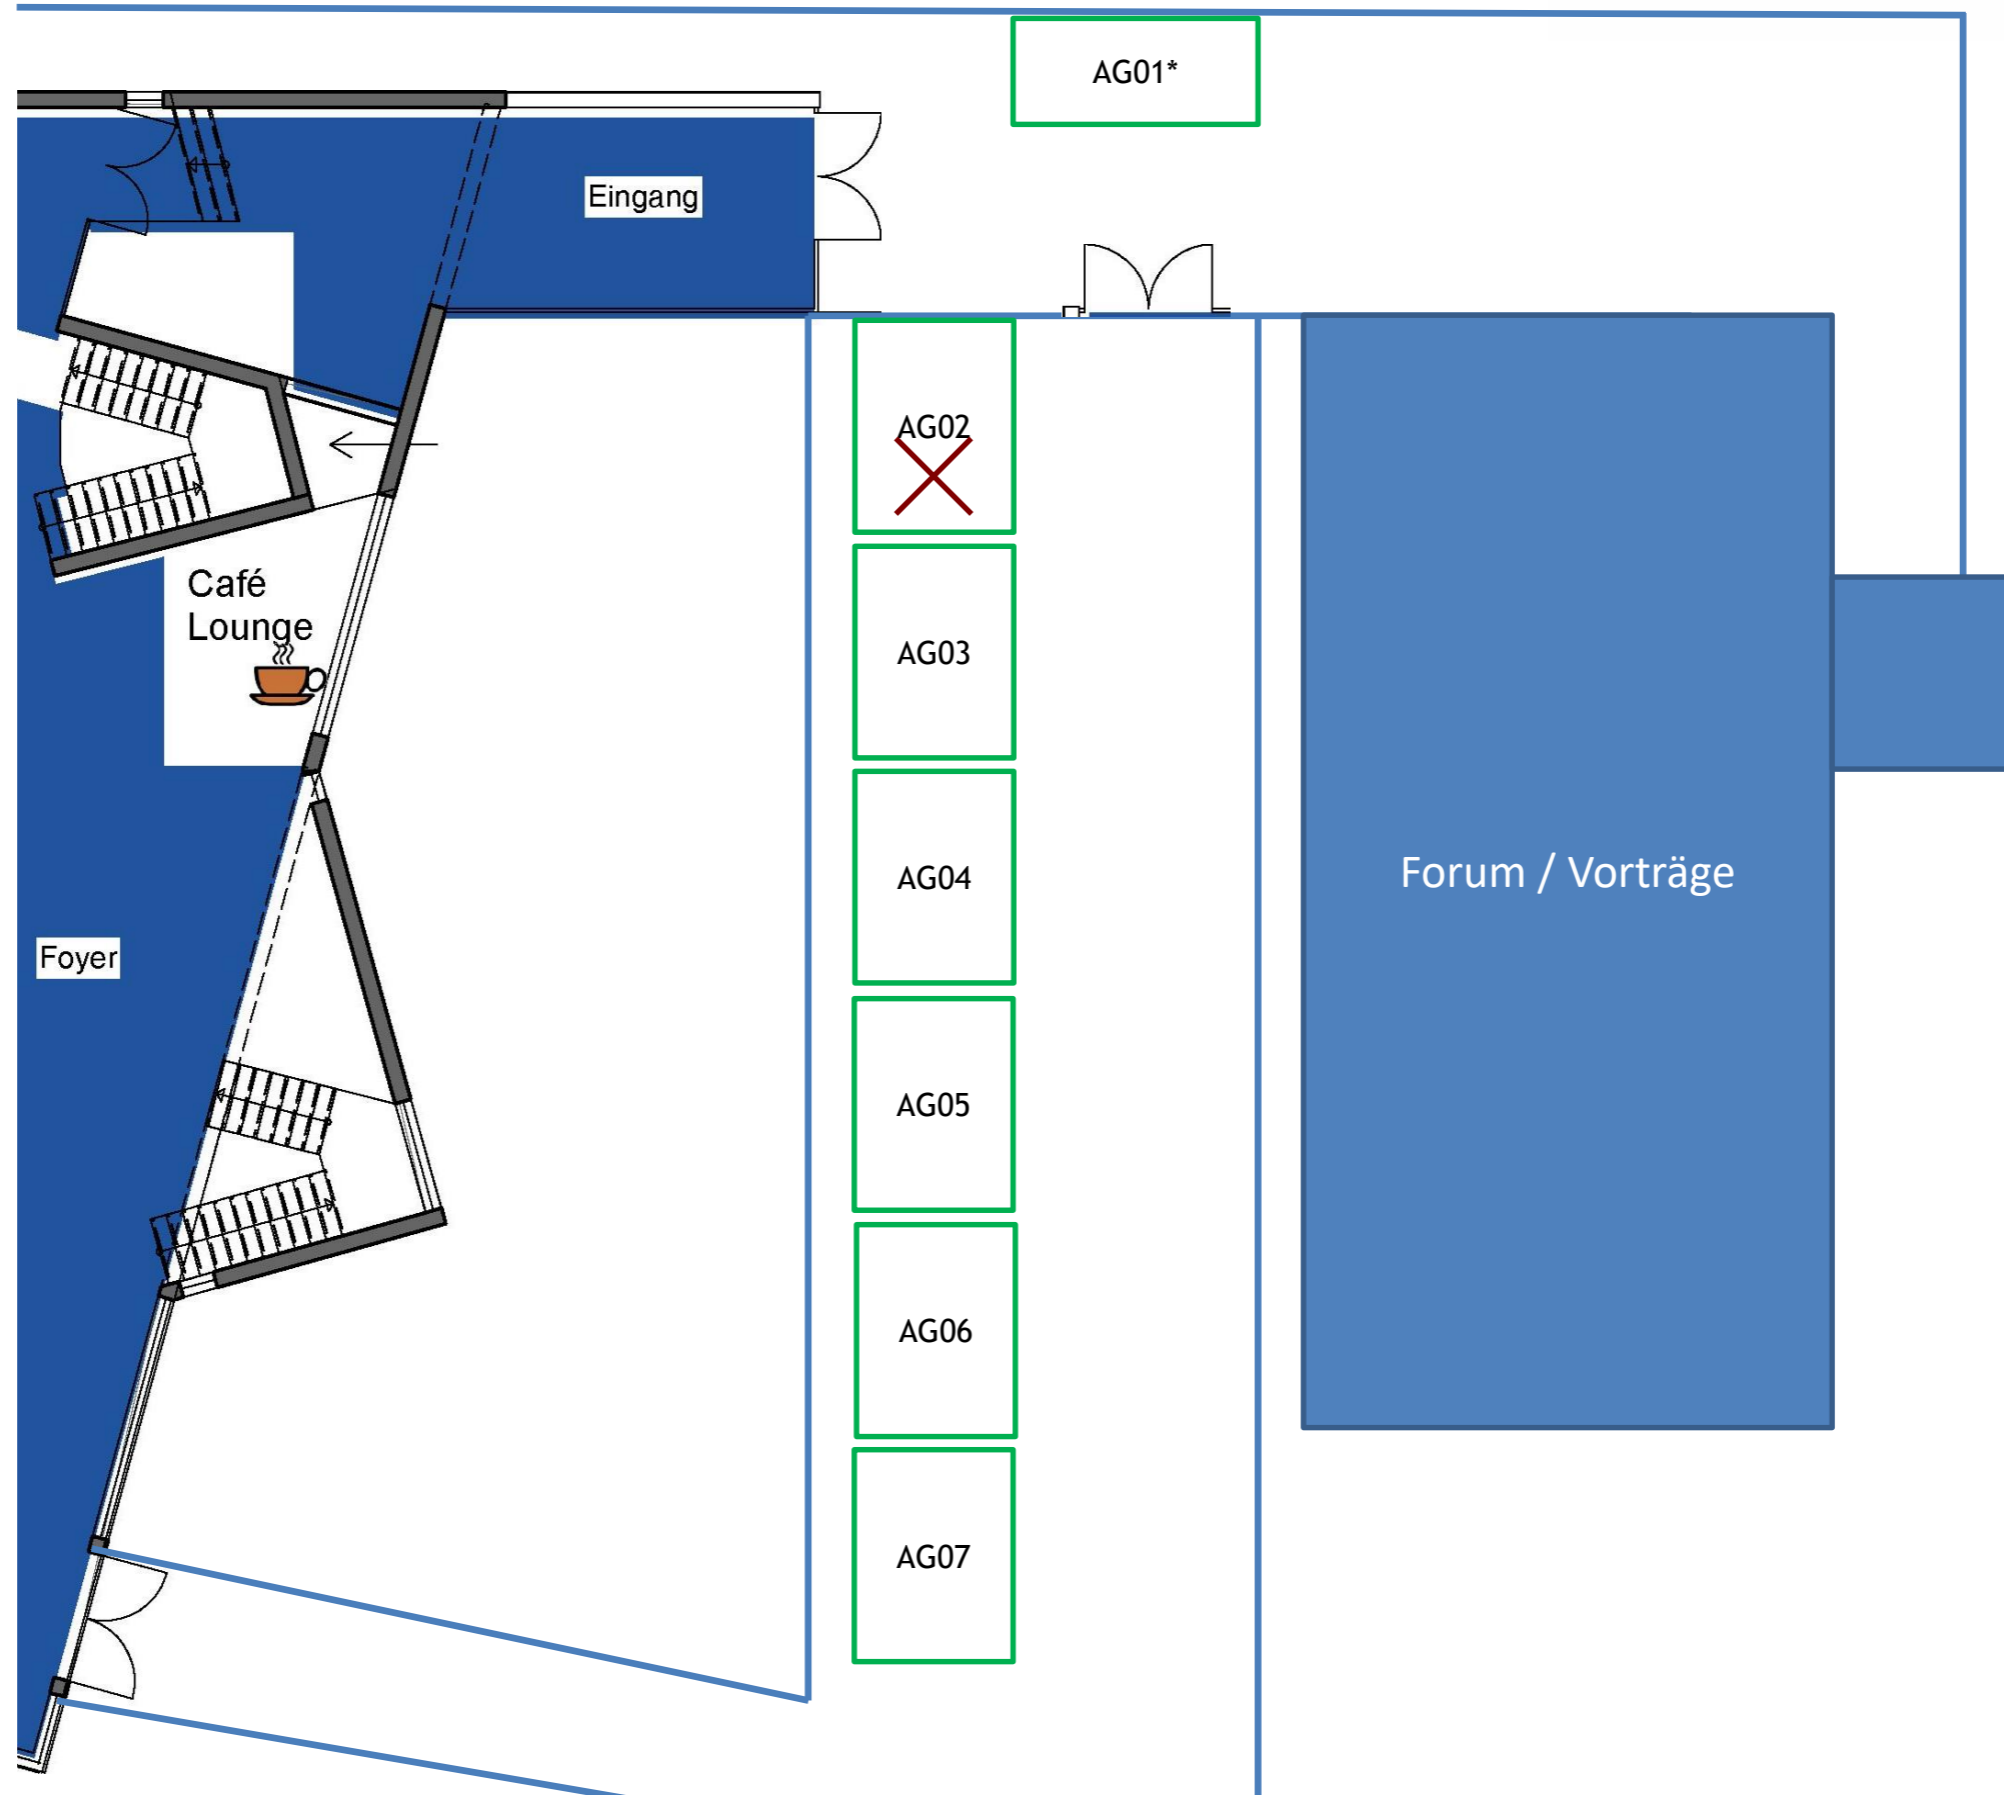 AG01*
Eingang
AG02
Café
Lounge
AG03
AG04
Forum / Vorträge
Foyer
AG05
AG06
AG07